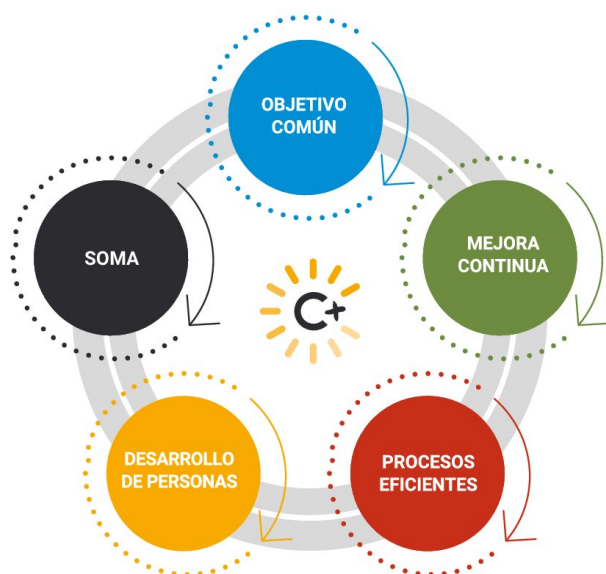 OBJETIVO
COMÚN
MEJORA
CONTINUA
SOMA
C+
DESARROLLO
DE PERSONAS
PROCESOS
EFICIENTES